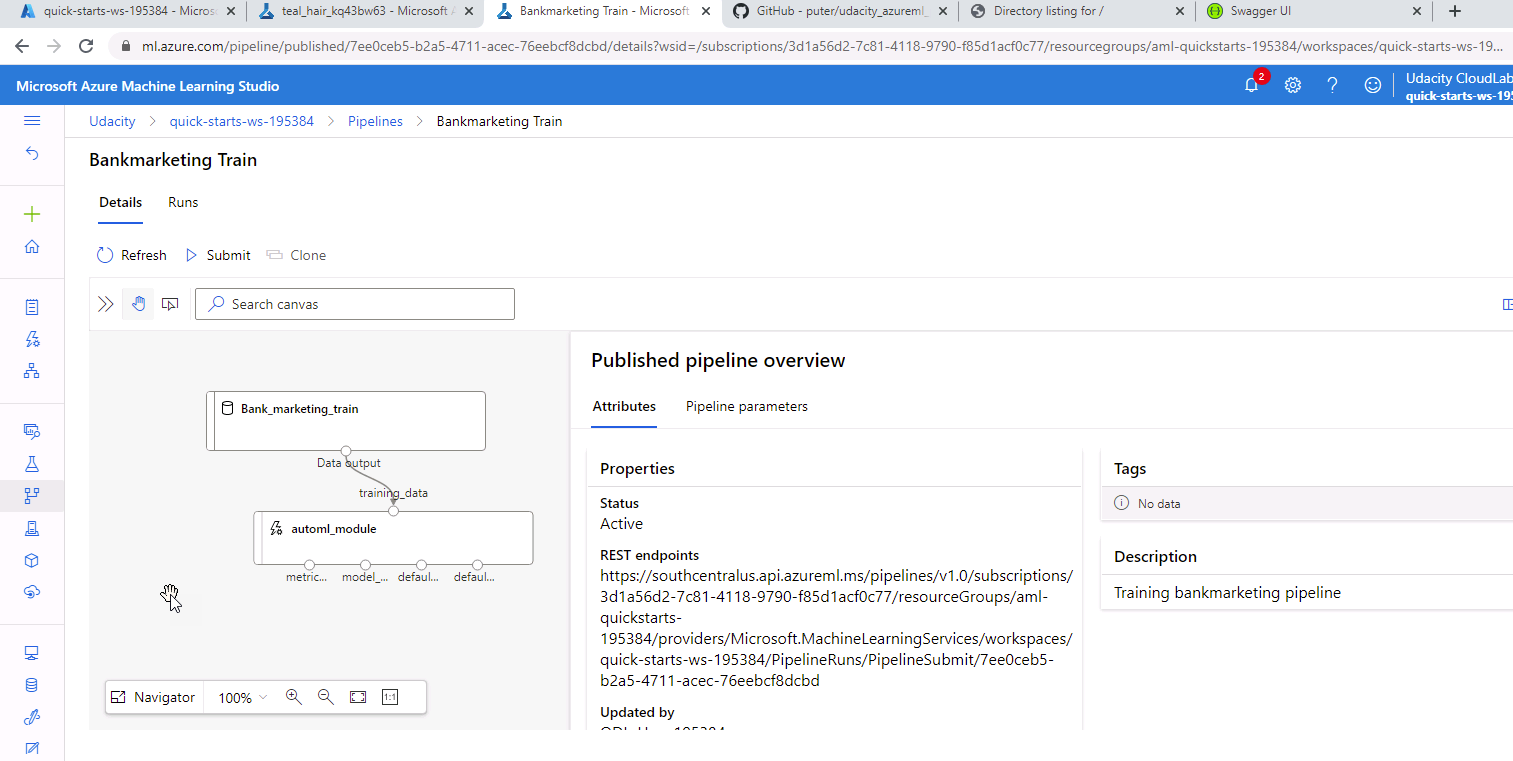 quick-starts-ws-195384 - Micros
teal_hair_kq43bw63 - Microsoft A
Bankmarketing Train - Microsoft
GitHub - puter/udacity_azureml_
Directory listing for /
Swagger UI
ml.azure.com/pipeline/published/7ee0ceb5-b2a5-4711-acec-76eebcf8dcbd/details?wsid=/subscriptions/3d1a56d2-7c81-4118-9790-f85d1acf0c77/resourcegroups/aml-quickstarts-195384/workspaces/quick-starts-ws-19...
Microsoft Azure Machine Learning Studio
2
Udacity CloudLab
quick-starts-ws-195
Udacity > quick-starts-ws-195384 > Pipelines > Bankmarketing Train
Bankmarketing Train
Details Runs
Refresh Submit Clone
Search canvas
Bank_marketing_train
Data output
training_data
automl_module
metric... model_... defaul... defaul...
Navigator 100% 1:1
Published pipeline overview
Attributes Pipeline parameters
Properties
Status
Active
REST endpoints
https://southcentralus.api.azureml.ms/pipelines/v1.0/subscriptions/
3d1a56d2-7c81-4118-9790-f85d1acf0c77/resourceGroups/aml-
quickstarts-
195384/providers/Microsoft.MachineLearningServices/workspaces/
quick-starts-ws-195384/PipelineRuns/PipelineSubmit/7ee0ceb5-
b2a5-4711-acec-76eebcf8dcbd
Updated by
Tags
No data
Description
Training bankmarketing pipeline